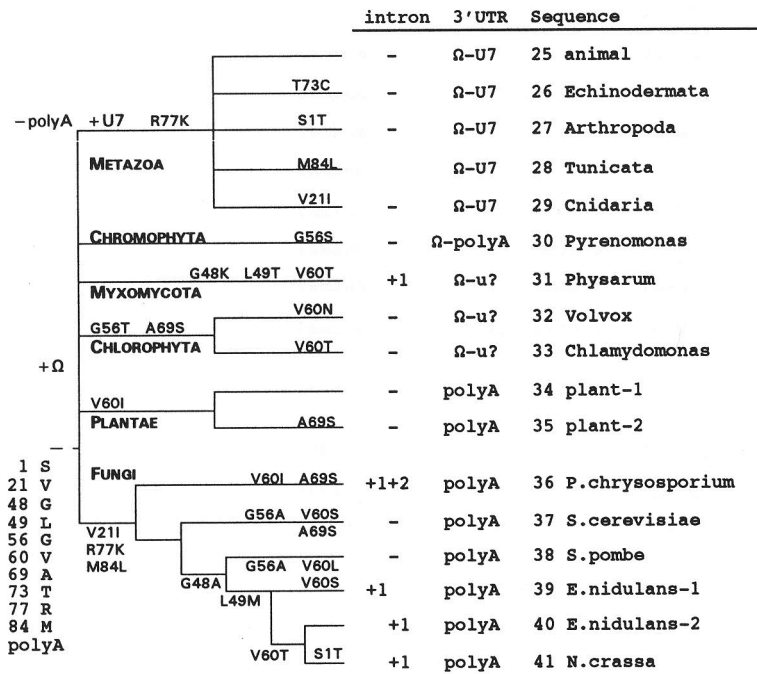 intron 3'UTR Sequence
– Ω–U7 25 animal
T73C – Ω–U7 26 Echinodermata
–polyA +U7 R77K S1T – Ω–U7 27 Arthropoda
METAZOA M84L Ω–U7 28 Tunicata
V21I – Ω–U7 29 Cnidaria
CHROMOPHYTA G56S – Ω–polyA 30 Pyrenomonas
G48K L49T V60T +1 Ω–u? 31 Physarum
MYXOMYCOTA
V60N – Ω–u? 32 Volvox
G56T A69S
CHLOROPHYTA V60T – Ω–u? 33 Chlamydomonas
+Ω
– polyA 34 plant-1
V60I
PLANTAE A69S – polyA 35 plant-2
1 S
FUNGI
21 V V60I A69S +1+2 polyA 36 P.chrysosporium
48 G
49 L G56A V60S – polyA 37 S.cerevisiae
56 G V21I A69S
60 V R77K
69 A M84L G56A V60L – polyA 38 S.pombe
73 T G48A V60S +1 polyA 39 E.nidulans-1
77 R L49M
84 M +1 polyA 40 E.nidulans-2
polyA V60T S1T +1 polyA 41 N.crassa